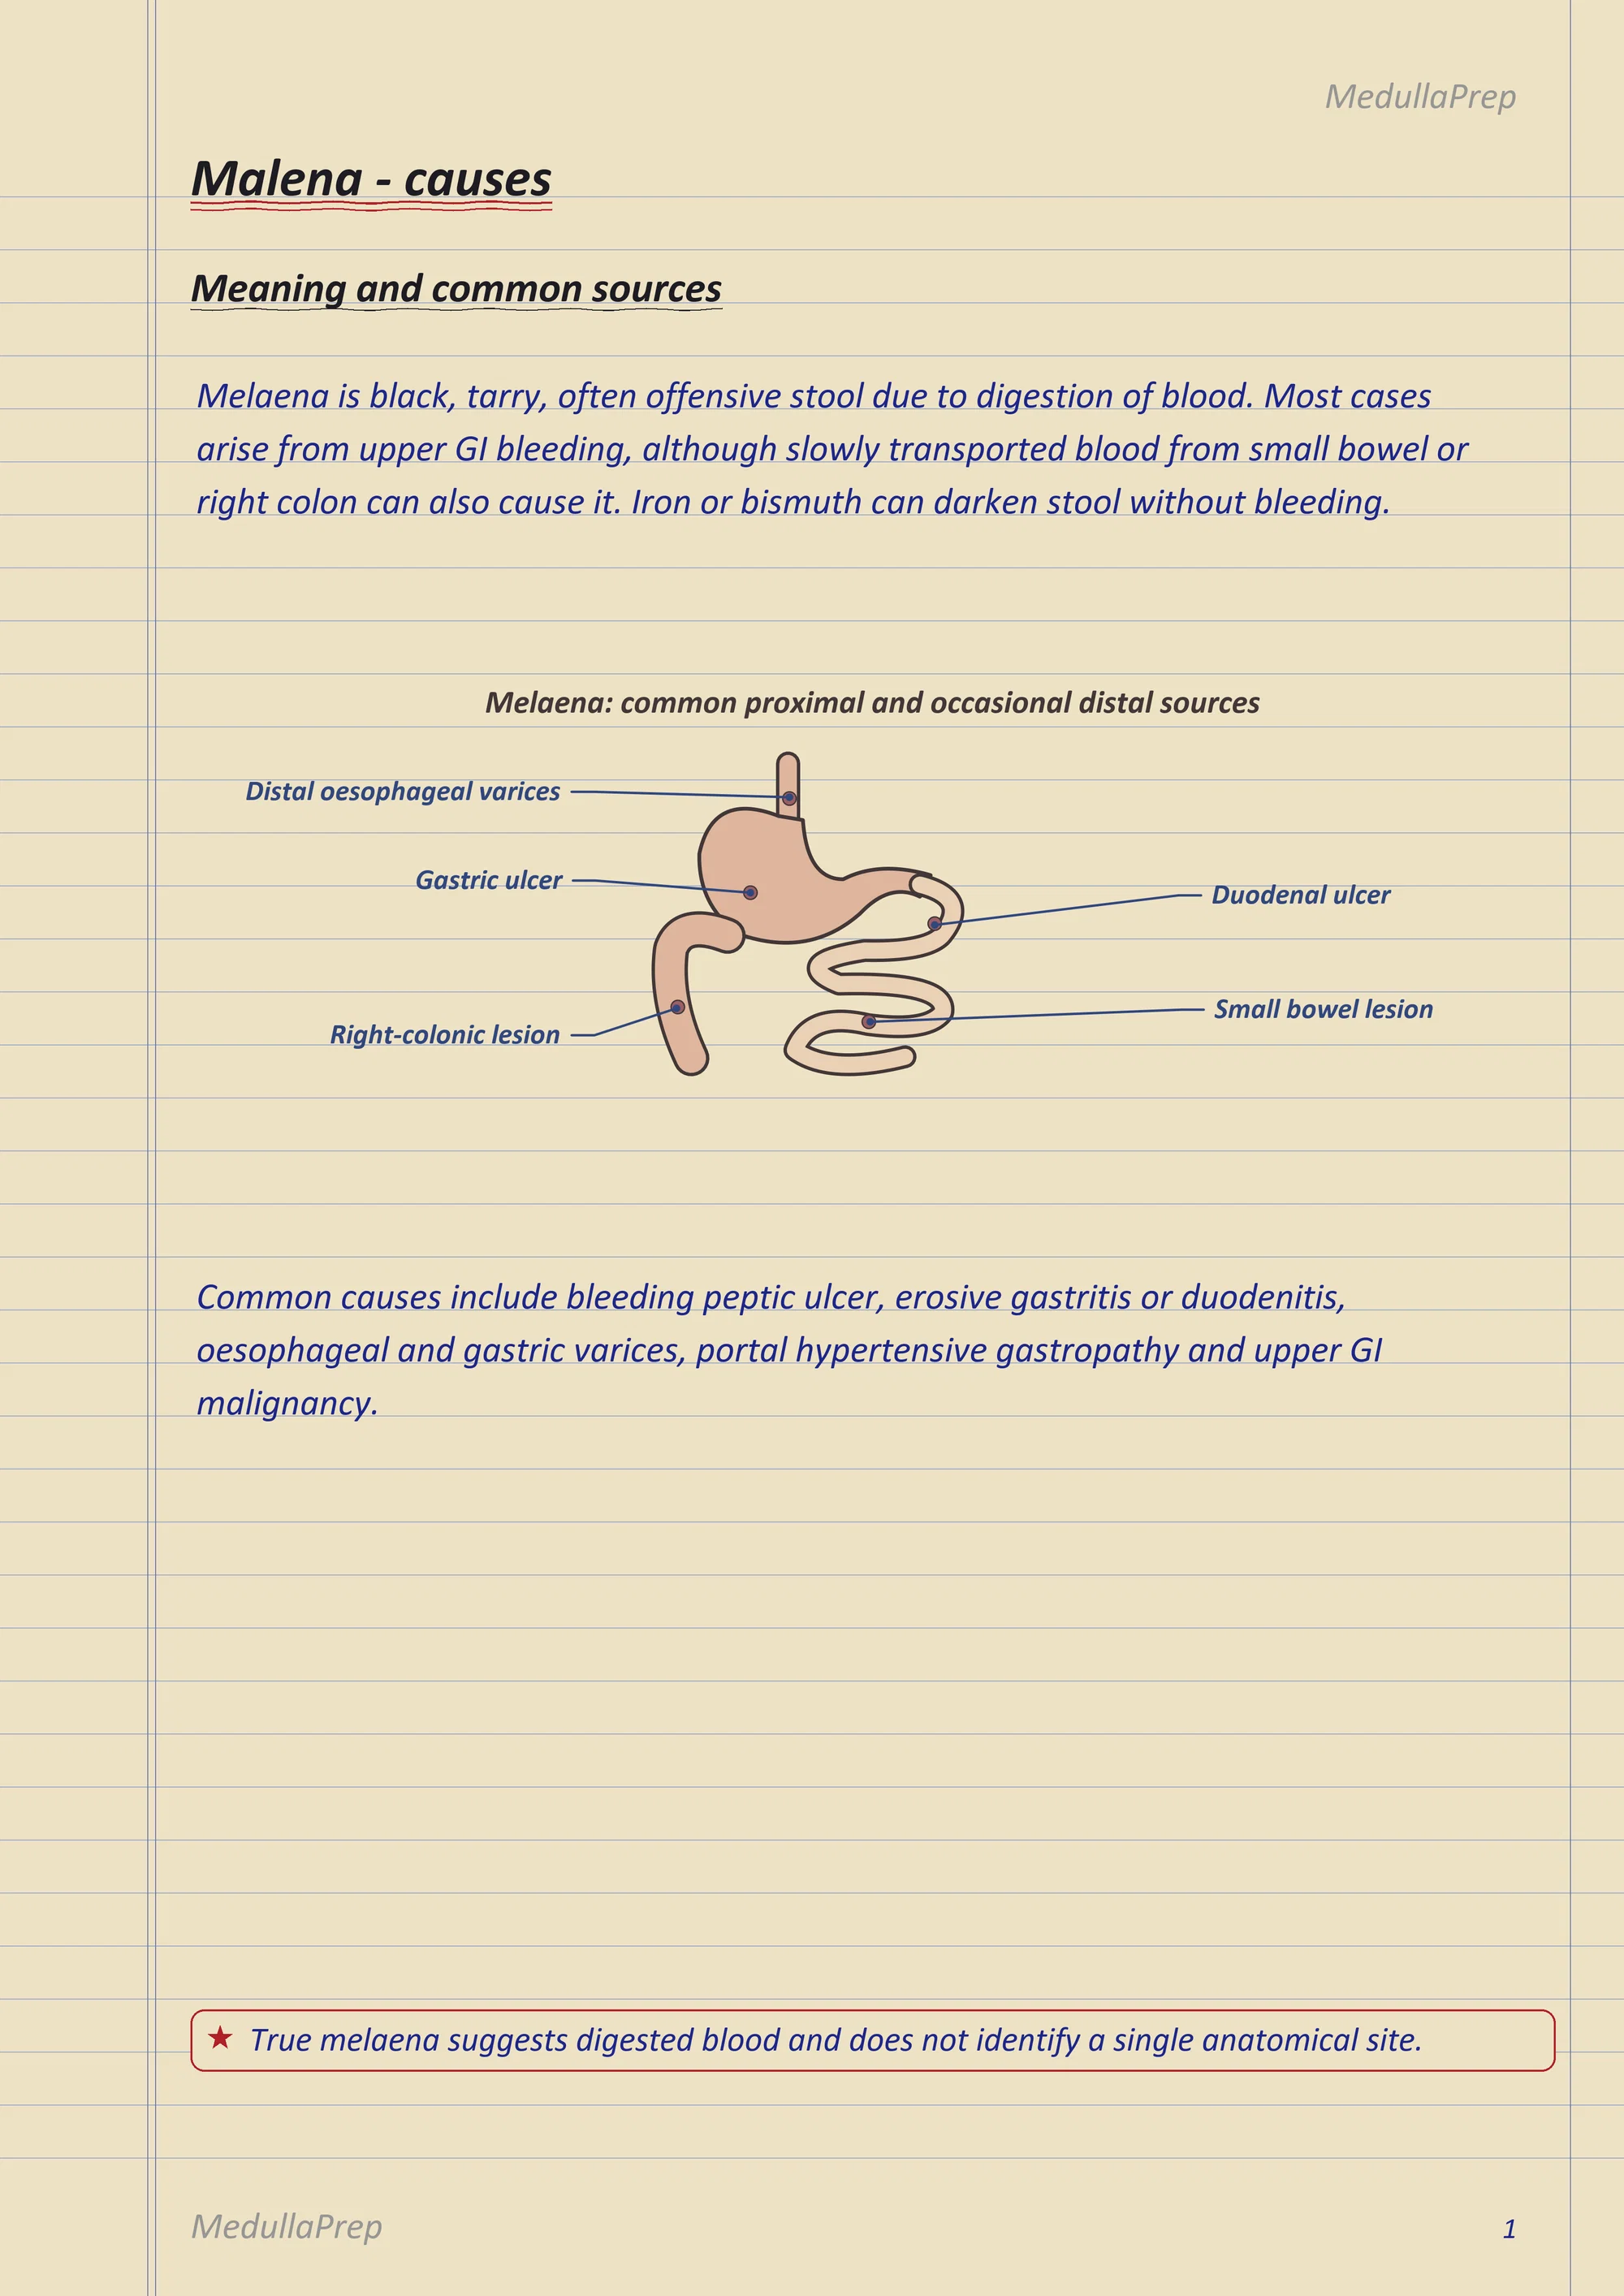 MedullaPrep
Malena - causes
Meaning and common sources
Melaena is black, tarry, often offensive stool due to digestion of blood. Most cases
arise from upper GI bleeding, although slowly transported blood from small bowel or
right colon can also cause it. Iron or bismuth can darken stool without bleeding.
Melaena: common proximal and occasional distal sources
Distal oesophageal varices
Gastric ulcer
Duodenal ulcer
Small bowel lesion
Right-colonic lesion
Common causes include bleeding peptic ulcer, erosive gastritis or duodenitis,
oesophageal and gastric varices, portal hypertensive gastropathy and upper GI
malignancy.
★ True melaena suggests digested blood and does not identify a single anatomical site.
MedullaPrep
1